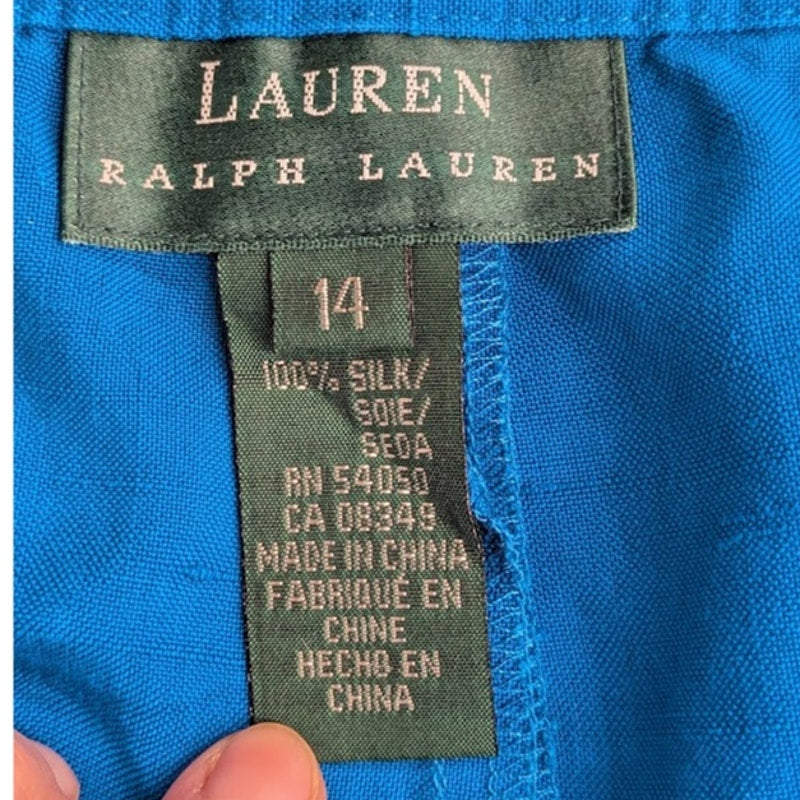 LAUREN
RALPH LAUREN
14
100% SILK/
SOIE/
SEDA
RN 54050
CA 08349
MADE IN CHINA
FABRIQUÉ EN
CHINE
HECHO EN
CHINA